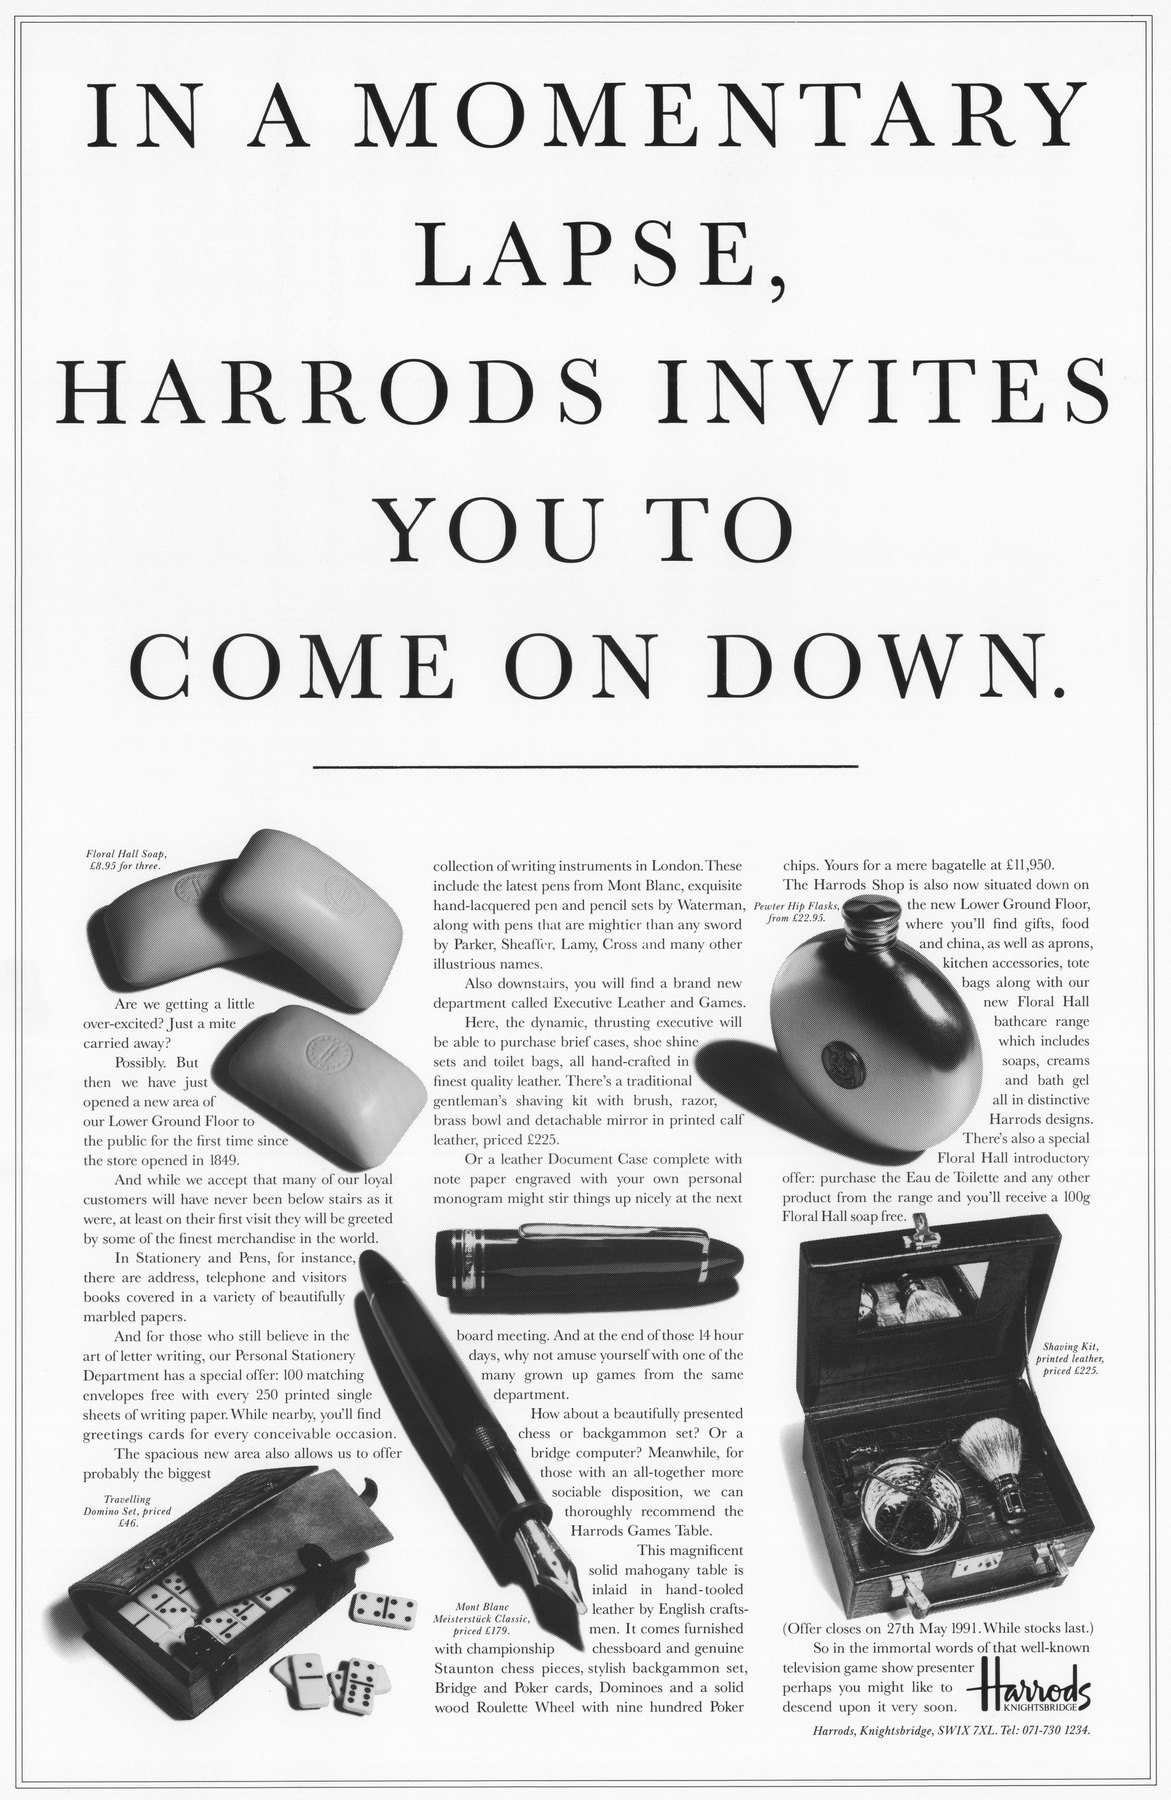 IN A MOMENTARY
LAPSE,
HARRODS INVITES
YOU TO
COME ON DOWN.
Floral Hall Soap,
£8.95 for three.
Are we getting a little
over-excited? Just a mite
carried away?
Possibly. But
then we have just
opened a new area of
our Lower Ground Floor to
the public for the first time since
the store opened in 1849.
And while we accept that many of our loyal
customers will have never been below stairs as it
were, at least on their first visit they will be greeted
by some of the finest merchandise in the world.
In Stationery and Pens, for instance,
there are address, telephone and visitors
books covered in a variety of beautifully
marbled papers.
And for those who still believe in the
art of letter writing, our Personal Stationery
Department has a special offer: 100 matching
envelopes free with every 250 printed single
sheets of writing paper. While nearby, you'll find
greetings cards for every conceivable occasion.
The spacious new area also allows us to offer
probably the biggest
Travelling
Domino Set, priced
£46.
collection of writing instruments in London. These
include the latest pens from Mont Blanc, exquisite
hand-lacquered pen and pencil sets by Waterman,
along with pens that are mightier than any sword
by Parker, Sheaffer, Lamy, Cross and many other
illustrious names.
Also downstairs, you will find a brand new
department called Executive Leather and Games.
Here, the dynamic, thrusting executive will
be able to purchase brief cases, shoe shine
sets and toilet bags, all hand-crafted in
finest quality leather. There's a traditional
gentleman's shaving kit with brush, razor,
brass bowl and detachable mirror in printed calf
leather, priced £225.
Or a leather Document Case complete with
note paper engraved with your own personal
monogram might stir things up nicely at the next
board meeting. And at the end of those 14 hour
days, why not amuse yourself with one of the
many grown up games from the same
department.
How about a beautifully presented
chess or backgammon set? Or a
bridge computer? Meanwhile, for
those with an all-together more
sociable disposition, we can
thoroughly recommend the
Harrods Games Table.
This magnificent
solid mahogany table is
inlaid in hand-tooled
leather by English crafts-
men. It comes furnished
with championship chessboard and genuine
Staunton chess pieces, stylish backgammon set,
Bridge and Poker cards, Dominoes and a solid
wood Roulette Wheel with nine hundred Poker
Mont Blanc
Meisterstück Classic,
priced £179.
chips. Yours for a mere bagatelle at £11,950.
The Harrods Shop is also now situated down on
the new Lower Ground Floor,
where you'll find gifts, food
and china, as well as aprons,
kitchen accessories, tote
bags along with our
new Floral Hall
bathcare range
which includes
soaps, creams
and bath gel
all in distinctive
Harrods designs.
There's also a special
Floral Hall introductory
offer: purchase the Eau de Toilette and any other
product from the range and you'll receive a 100g
Floral Hall soap free.
Pewter Hip Flasks,
from £22.95.
Shaving Kit,
printed leather,
priced £225.
(Offer closes on 27th May 1991. While stocks last.)
So in the immortal words of that well-known
television game show presenter
perhaps you might like to
descend upon it very soon.
Harrods
KNIGHTSBRIDGE
Harrods, Knightsbridge, SW1X 7XL. Tel: 071-730 1234.